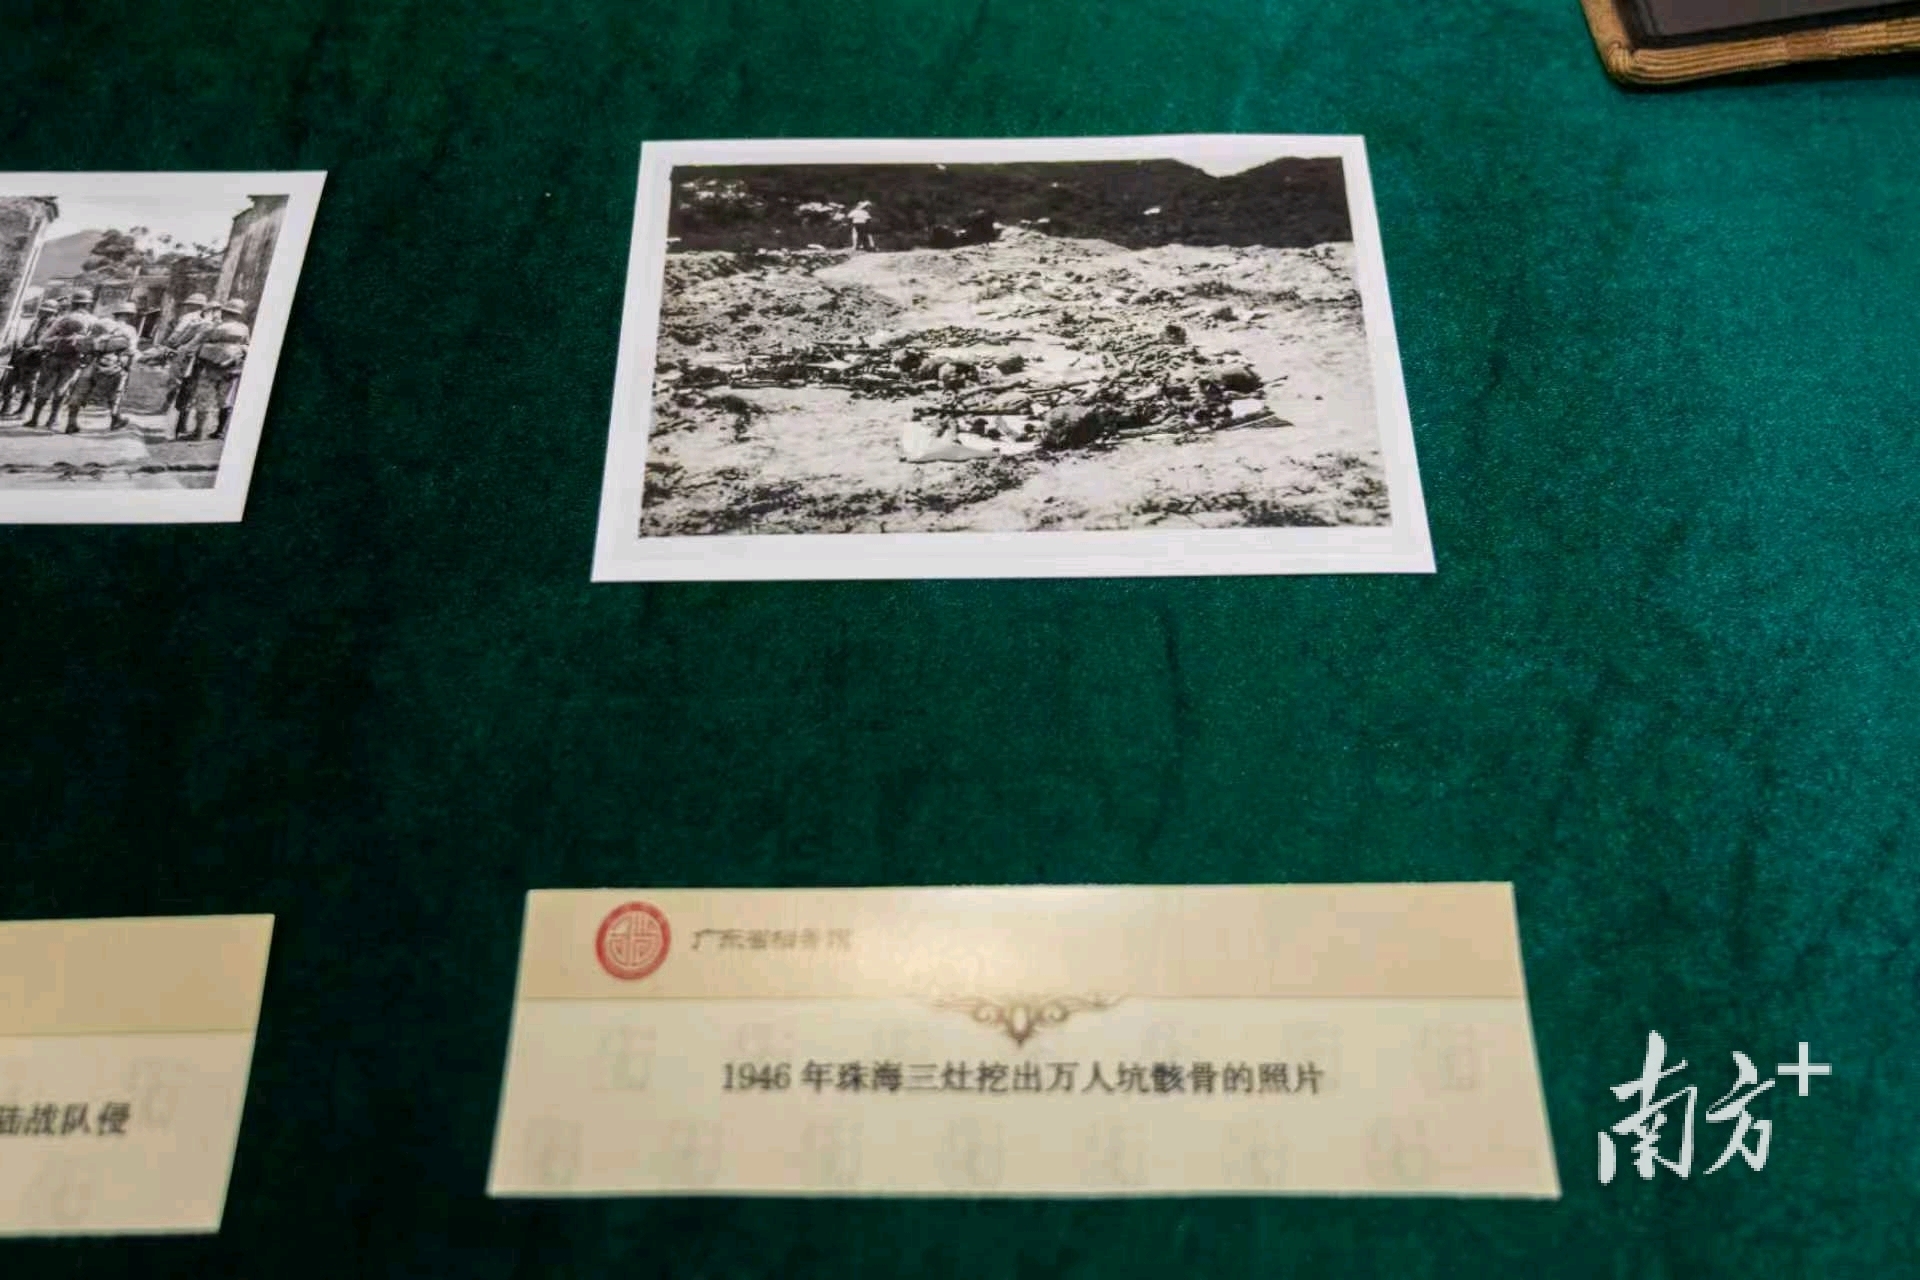 广东省档案馆
1946 年珠海三灶挖出万人坑骸骨的照片
陆战队侵
南方+